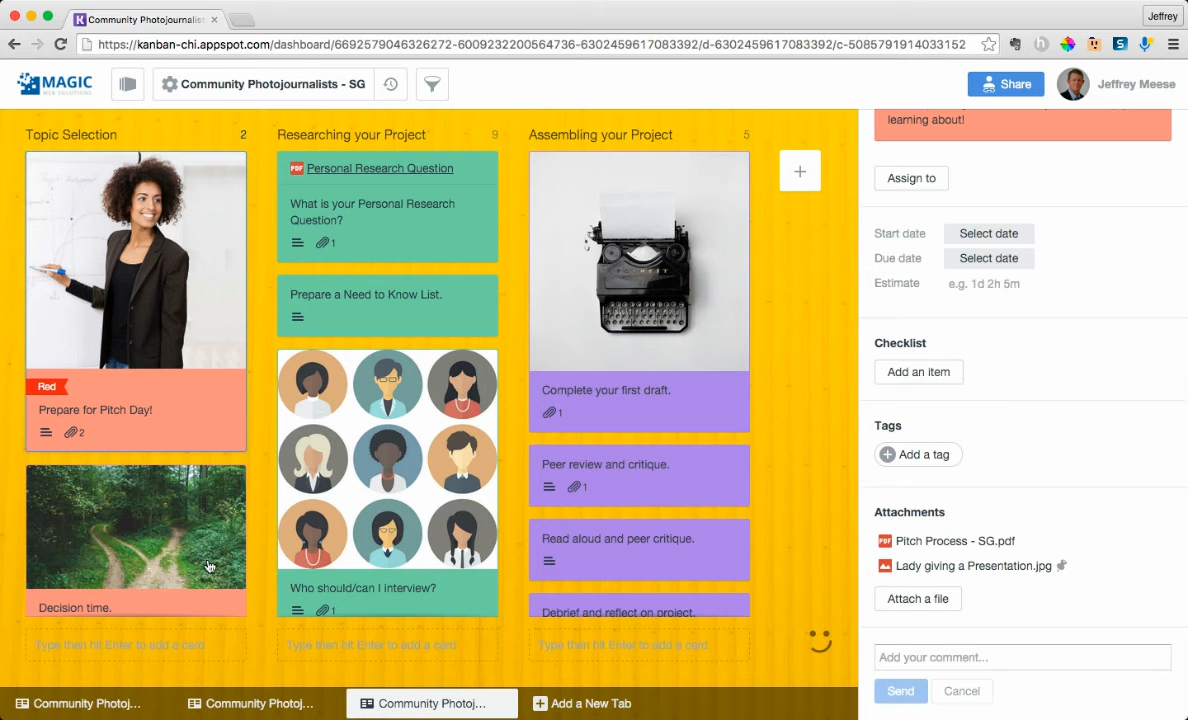 Community Photojournalist
Jeffrey
https://kanban-chi.appspot.com/dashboard/6692579046326272-6009232200564736-6302459617083392/d-6302459617083392/c-5085791914033152
MAGIC
WEB SOLUTIONS
Community Photojournalists - SG
Share
Jeffrey Meese
Topic Selection 2
Red
Prepare for Pitch Day!
2
Decision time.
Type then hit Enter to add a card
Researching your Project 9
PDF Personal Research Question
What is your Personal Research
Question?
1
Prepare a Need to Know List.
Who should/can I interview?
1
Type then hit Enter to add a card
Assembling your Project 5
Complete your first draft.
1
Peer review and critique.
1
Read aloud and peer critique.
Debrief and reflect on project.
Type then hit Enter to add a card
learning about!
Assign to
Start date Select date
Due date Select date
Estimate e.g. 1d 2h 5m
Checklist
Add an item
Tags
Add a tag
Attachments
PDF Pitch Process - SG.pdf
Lady giving a Presentation.jpg
Attach a file
Add your comment...
Send Cancel
Community Photoj...
Community Photoj...
Community Photoj...
Add a New Tab